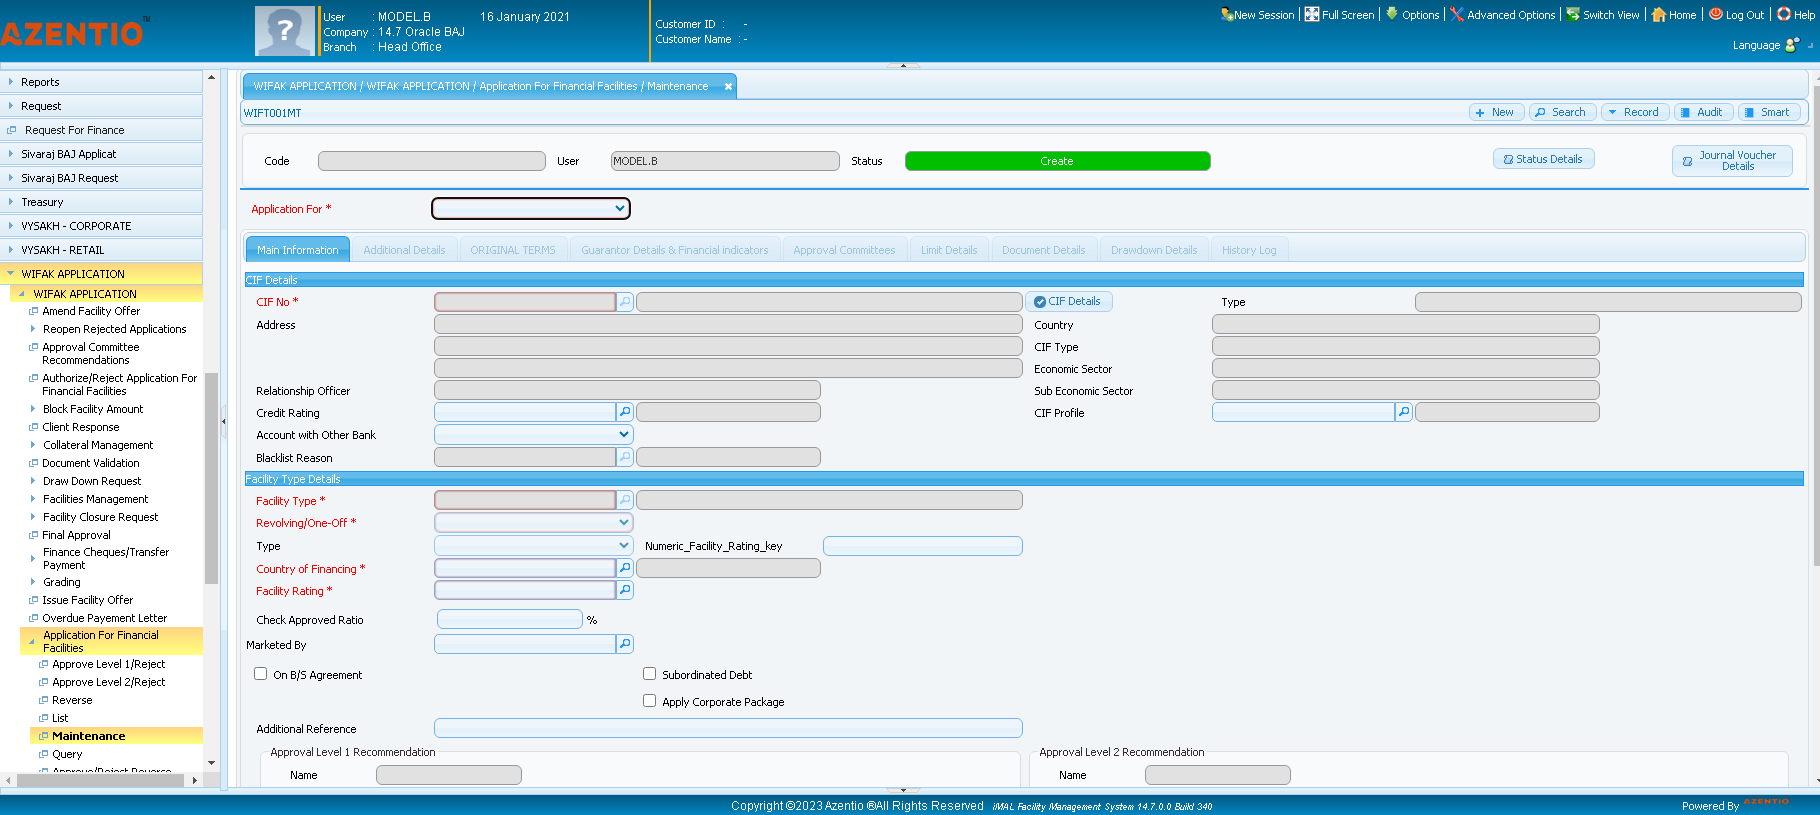 AZENTIO™
User : MODEL.B 16 January 2021
Company : 14.7 Oracle BAJ
Branch : Head Office
Customer ID : -
Customer Name : -
New Session Full Screen Options Advanced Options Switch View Home Log Out Help
Language
Reports
Request
Request For Finance
Sivaraj BAJ Applicat
Sivaraj BAJ Request
Treasury
VYSAKH - CORPORATE
VYSAKH - RETAIL
WIFAK APPLICATION
WIFAK APPLICATION
Amend Facility Offer
Reopen Rejected Applications
Approval Committee
Recommendations
Authorize/Reject Application For
Financial Facilities
Block Facility Amount
Client Response
Collateral Management
Document Validation
Draw Down Request
Facilities Management
Facility Closure Request
Final Approval
Finance Cheques/Transfer
Payment
Grading
Issue Facility Offer
Overdue Payement Letter
Application For Financial
Facilities
Approve Level 1/Reject
Approve Level 2/Reject
Reverse
List
Maintenance
Query
Approve/Reject Reverse
WIFAK APPLICATION / WIFAK APPLICATION / Application For Financial Facilities / Maintenance
WIFT001MT
New Search Record Audit Smart
Code User MODEL.B Status Create
Status Details
Journal Voucher
Details
Application For *
Main Information Additional Details ORIGINAL TERMS Guarantor Details & Financial indicators Approval Committees Limit Details Document Details Drawdown Details History Log
CIF Details
CIF No * CIF Details Type
Address Country
CIF Type
Economic Sector
Relationship Officer Sub Economic Sector
Credit Rating CIF Profile
Account with Other Bank
Blacklist Reason
Facility Type Details
Facility Type *
Revolving/One-Off *
Type Numeric_Facility_Rating_key
Country of Financing *
Facility Rating *
Check Approved Ratio %
Marketed By
On B/S Agreement Subordinated Debt
Apply Corporate Package
Additional Reference
Approval Level 1 Recommendation Approval Level 2 Recommendation
Name Name
Copyright ©2023 Azentio ®All Rights Reserved iMAL Facility Management System 14.7.0.0 Build 340
Powered By AZENTIO